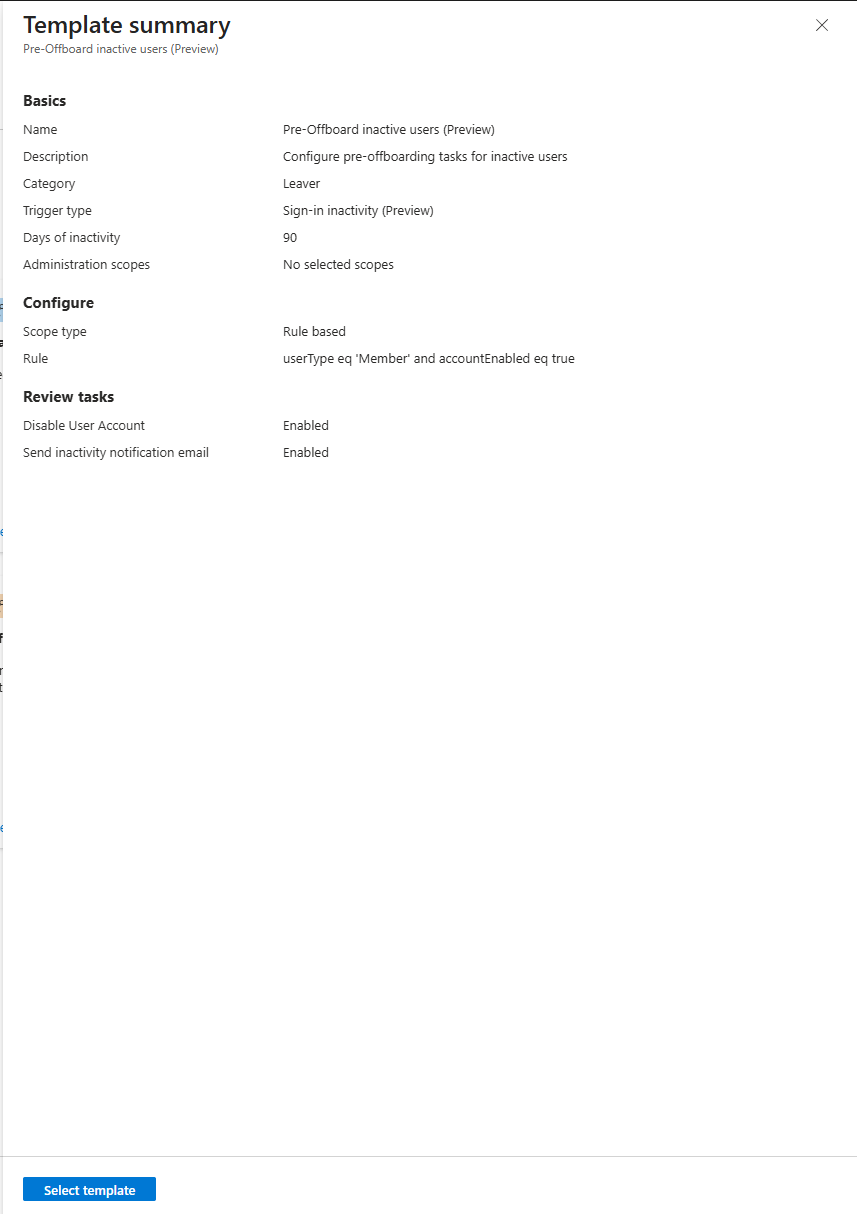 Template summary
Pre-Offboard inactive users (Preview)
Basics
Name Pre-Offboard inactive users (Preview)
Description Configure pre-offboarding tasks for inactive users
Category Leaver
Trigger type Sign-in inactivity (Preview)
Days of inactivity 90
Administration scopes No selected scopes
Configure
Scope type Rule based
Rule userType eq 'Member' and accountEnabled eq true
Review tasks
Disable User Account Enabled
Send inactivity notification email Enabled
Select template